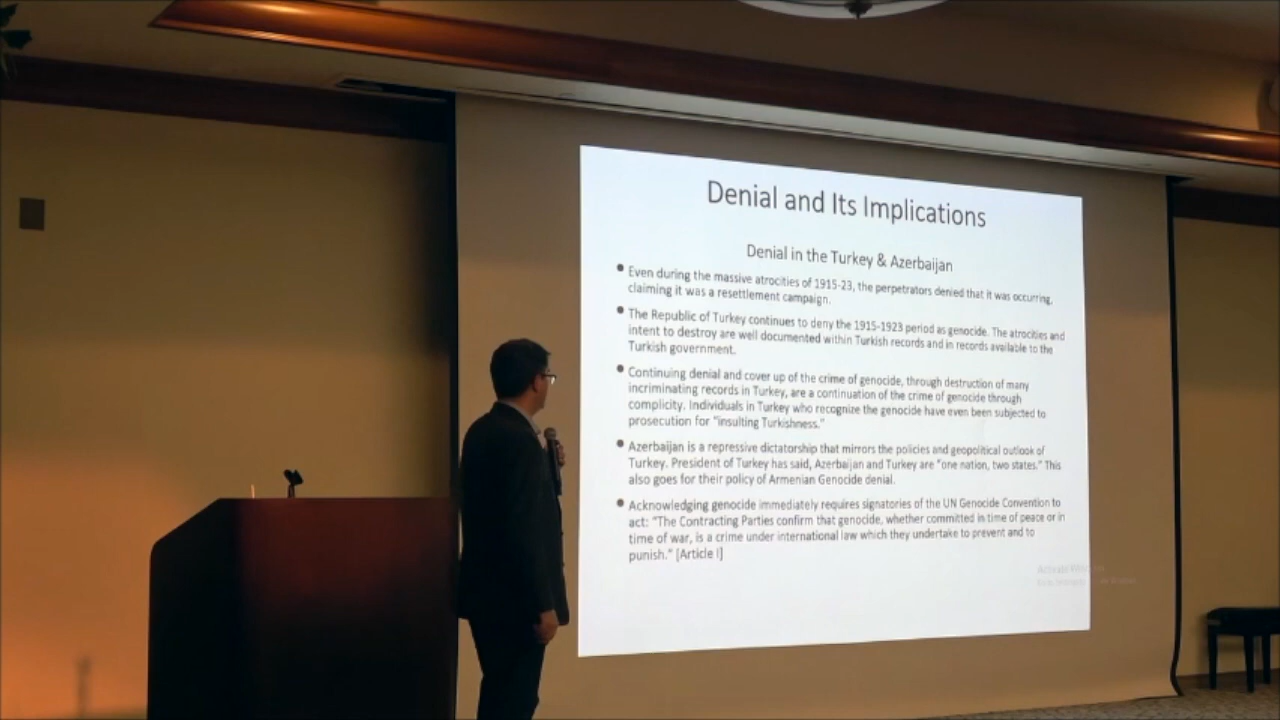 Denial and Its Implications
Denial in the Turkey & Azerbaijan
• Even during the massive atrocities of 1915-23, the perpetrators denied that it was occurring,
claiming it was a resettlement campaign.
• The Republic of Turkey continues to deny the 1915-1923 period as genocide. The atrocities and
intent to destroy are well documented within Turkish records and in records available to the
Turkish government.
• Continuing denial and cover up of the crime of genocide, through destruction of many
incriminating records in Turkey, are a continuation of the crime of genocide through
complicity. Individuals in Turkey who recognize the genocide have even been subjected to
prosecution for "insulting Turkishness."
• Azerbaijan is a repressive dictatorship that mirrors the policies and geopolitical outlook of
Turkey. President of Turkey has said, Azerbaijan and Turkey are "one nation, two states." This
also goes for their policy of Armenian Genocide denial.
• Acknowledging genocide immediately requires signatories of the UN Genocide Convention to
act: "The Contracting Parties confirm that genocide, whether committed in time of peace or in
time of war, is a crime under international law which they undertake to prevent and to
punish." [Article I]
Activate